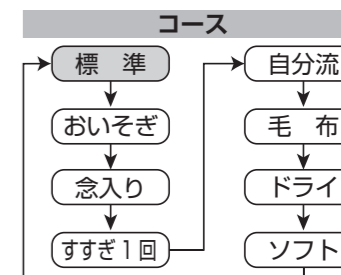 コース
標 準
おいそぎ
念入り
すすぎ1回
自分流
毛 布
ドライ
ソフト